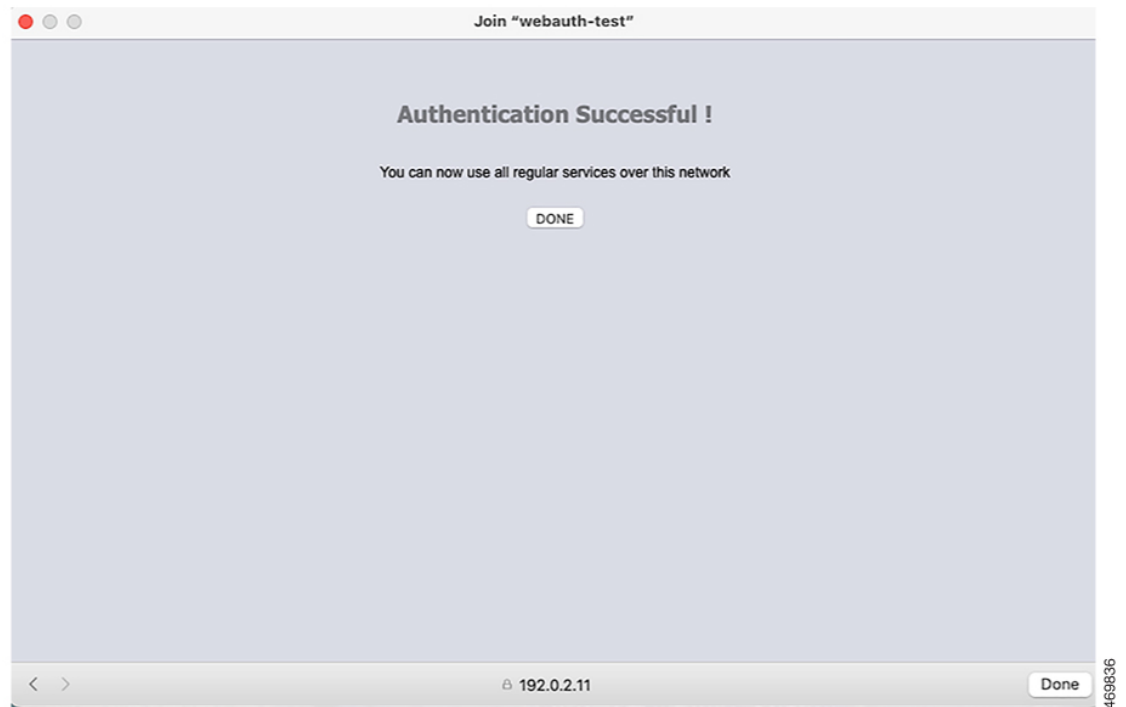 Join “webauth-test”
Authentication Successful !
You can now use all regular services over this network
DONE
192.0.2.11
Done
469836